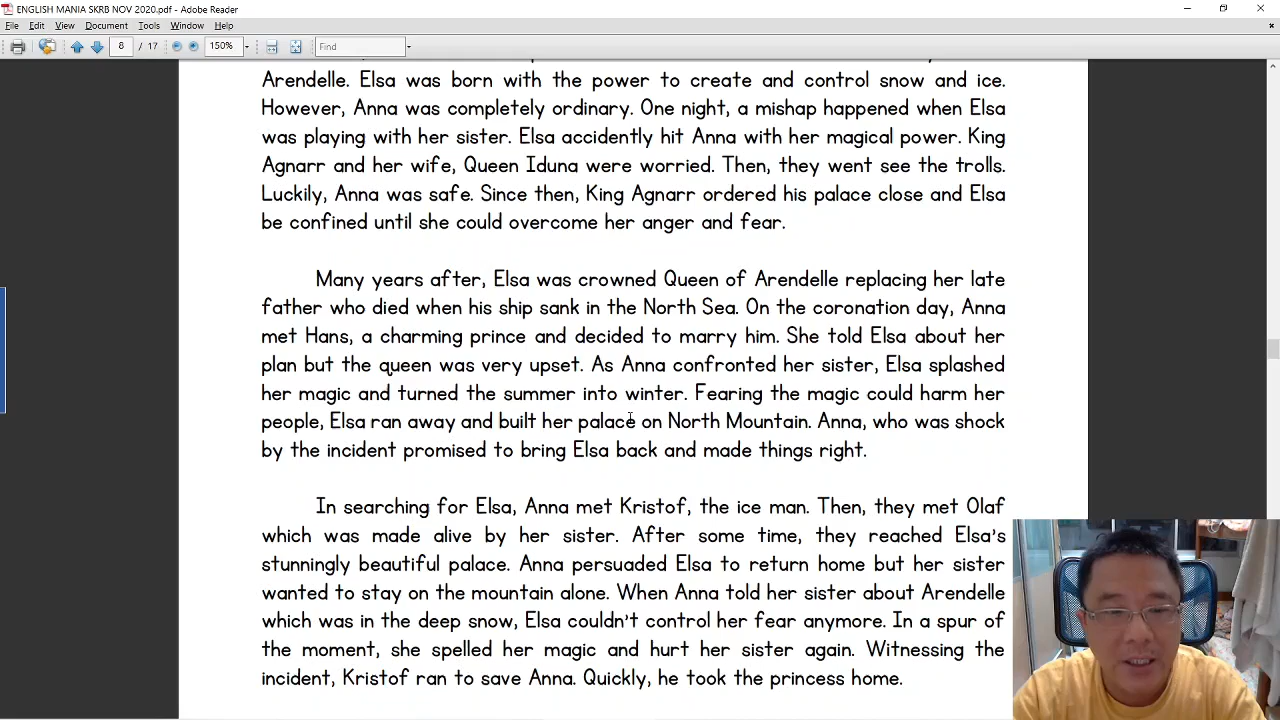 ENGLISH MANIA SKRB NOV 2020.pdf - Adobe Reader
File Edit View Document Tools Window Help
8 / 17 150% Find
Arendelle. Elsa was born with the power to create and control snow and ice.
However, Anna was completely ordinary. One night, a mishap happened when Elsa
was playing with her sister. Elsa accidently hit Anna with her magical power. King
Agnarr and her wife, Queen Iduna were worried. Then, they went see the trolls.
Luckily, Anna was safe. Since then, King Agnarr ordered his palace close and Elsa
be confined until she could overcome her anger and fear.
Many years after, Elsa was crowned Queen of Arendelle replacing her late
father who died when his ship sank in the North Sea. On the coronation day, Anna
met Hans, a charming prince and decided to marry him. She told Elsa about her
plan but the queen was very upset. As Anna confronted her sister, Elsa splashed
her magic and turned the summer into winter. Fearing the magic could harm her
people, Elsa ran away and built her palace on North Mountain. Anna, who was shock
by the incident promised to bring Elsa back and made things right.
In searching for Elsa, Anna met Kristof, the ice man. Then, they met Olaf
which was made alive by her sister. After some time, they reached Elsa's
stunningly beautiful palace. Anna persuaded Elsa to return home but her sister
wanted to stay on the mountain alone. When Anna told her sister about Arendelle
which was in the deep snow, Elsa couldn't control her fear anymore. In a spur of
the moment, she spelled her magic and hurt her sister again. Witnessing the
incident, Kristof ran to save Anna. Quickly, he took the princess home.